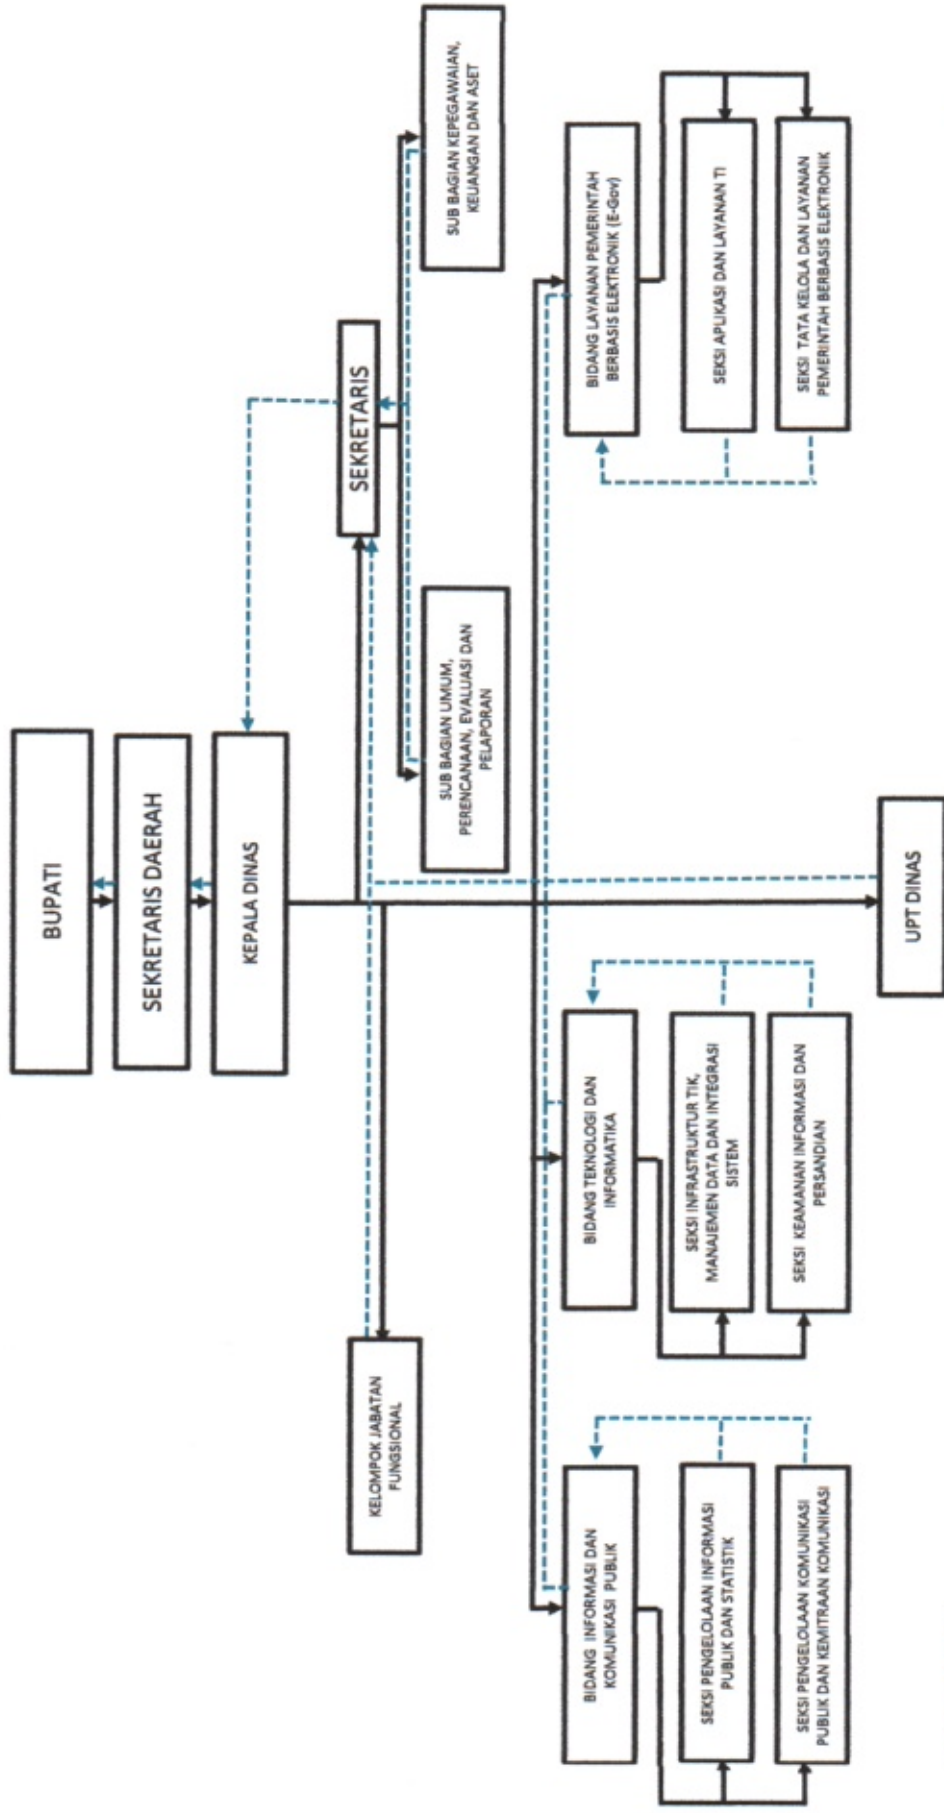 BUPATI
SEKRETARIS DAERAH
KEPALA DINAS
SEKRETARIS
KELOMPOK JABATAN
FUNGSIONAL
SUB BAGIAN UMUM,
PERENCANAAN, EVALUASI DAN
PELAPORAN
SUB BAGIAN KEPEGAWAIAN,
KEUANGAN DAN ASET
BIDANG INFORMASI DAN
KOMUNIKASI PUBLIK
SEKSI PENGELOLAAN INFORMASI
PUBLIK DAN STATISTIK
SEKSI PENGELOLAAN KOMUNIKASI
PUBLIK DAN KEMITRAAN KOMUNIKASI
BIDANG TEKNOLOGI DAN
INFORMATIKA
SEKSI INFRASTRUKTUR TIK,
MANAJEMEN DATA DAN INTEGRASI
SISTEM
SEKSI KEAMANAN INFORMASI DAN
PERSANDIAN
BIDANG LAYANAN PEMERINTAH
BERBASIS ELEKTRONIK (E-Gov)
SEKSI APLIKASI DAN LAYANAN TI
SEKSI TATA KELOLA DAN LAYANAN
PEMERINTAH BERBASIS ELEKTRONIK
UPT DINAS